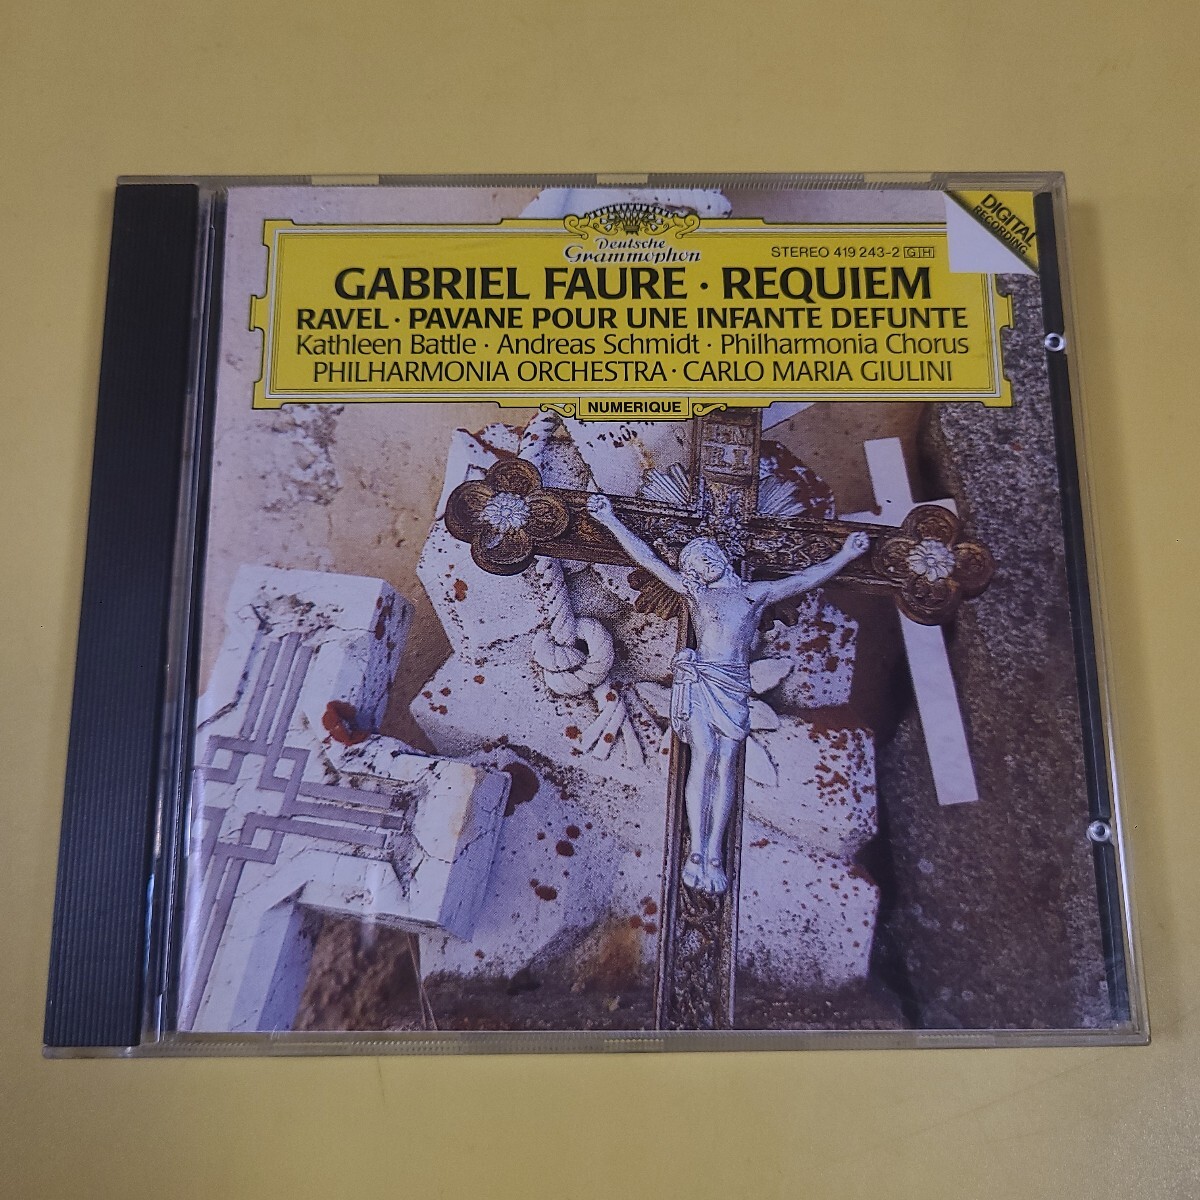 Deutsche
Grammophon
STEREO 419 243-2 GH
DIGITAL
RECORDING
GABRIEL FAURE · REQUIEM
RAVEL · PAVANE POUR UNE INFANTE DEFUNTE
Kathleen Battle · Andreas Schmidt · Philharmonia Chorus
PHILHARMONIA ORCHESTRA · CARLO MARIA GIULINI
NUMERIQUE